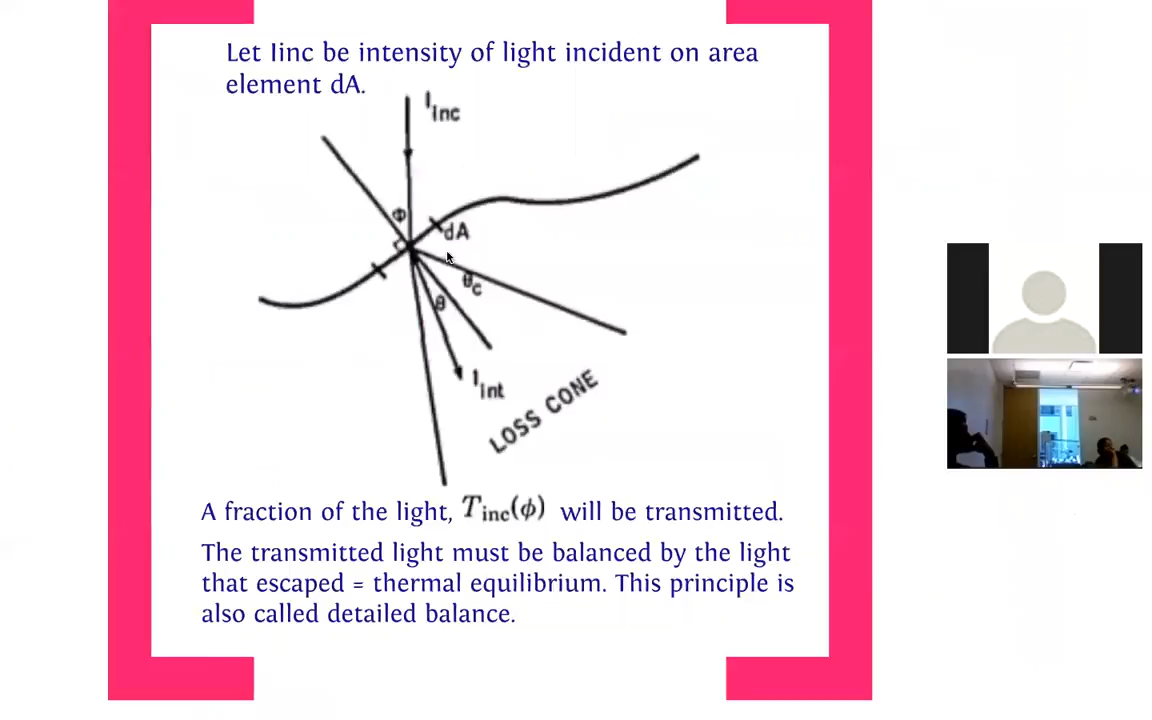 Let Iinc be intensity of light incident on area
element dA.
I inc
Φ
dA
θc
θ
I int
LOSS CONE
A fraction of the light, Tinc(ϕ) will be transmitted.
The transmitted light must be balanced by the light
that escaped = thermal equilibrium. This principle is
also called detailed balance.